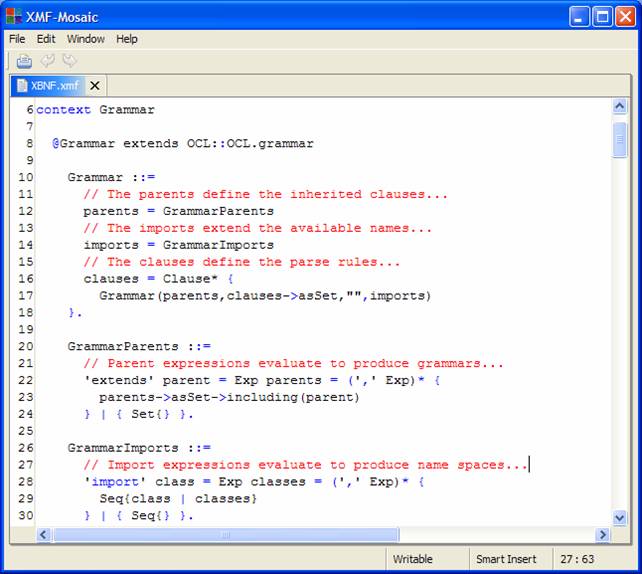 XMF-Mosaic
File Edit Window Help
XBNF.xmf
6 context Grammar
7
8 @Grammar extends OCL::OCL.grammar
9
10 Grammar ::=
11 // The parents define the inherited clauses...
12 parents = GrammarParents
13 // The imports extend the available names...
14 imports = GrammarImports
15 // The clauses define the parse rules...
16 clauses = Clause* {
17 Grammar(parents,clauses->asSet,"",imports)
18 }.
19
20 GrammarParents ::=
21 // Parent expressions evaluate to produce grammars...
22 'extends' parent = Exp parents = (',' Exp)* {
23 parents->asSet->including(parent)
24 } | { Set{} }.
25
26 GrammarImports ::=
27 // Import expressions evaluate to produce name spaces...
28 'import' class = Exp classes = (',' Exp)* {
29 Seq{class | classes}
30 } | { Seq{} }.
Writable Smart Insert 27 : 63